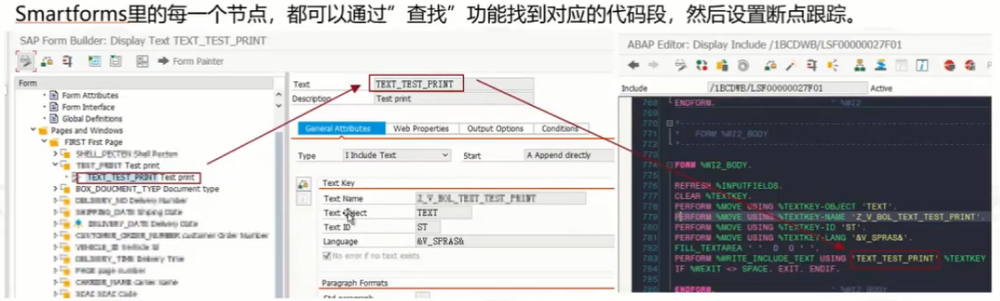 Smartforms里的每一个节点，都可以通过”查找”功能找到对应的代码段，然后设置断点跟踪。
SAP Form Builder: Display Text TEXT_TEST_PRINT
Form Painter
Form
Form Attributes
Form Interface
Global Definitions
Pages and Windows
FIRST First Page
TEST_PRINT Test print
TEXT_TEST_PRINT Test print
BOX_DOUCMENT_TYEP Document type
DELIVERY_NO Delivery Number
SHIPPING_DATE Shiping Date
DELIVERY_DATE Delivery Date
CUSTOMER_ORDER_NUMBER customer Order Number
VEHICLE_ID Vehicle Id
DELIVERY_TIME Delivery Time
PAGE page number
CARRIER_NAME carrier name
SCAC SCAC Code
Text TEXT_TEST_PRINT
Description Test print
General Attributes Web Properties Output Options Conditions
Type I Include Text Start A Append directly
Text Key
Text Name Z_V_BOL_TEXT_TEST_PRINT
Text Object TEXT
Text ID ST
Language &V_SPRAS&
No error if no text exists
Paragraph Formats
ABAP Editor: Display Include /1BCDWB/LSF00000027F01
Include /1BCDWB/LSF00000027F01 Active
768 ENDFORM. " %WI2
769
770 *
771 * FORM %WI2_BODY
772
773
774 FORM %WI2_BODY.
775
776 REFRESH %INPUTFIELDS.
777 CLEAR %TEXTKEY.
778 PERFORM %MOVE USING %TEXTKEY-OBJECT 'TEXT'.
779 PERFORM %MOVE USING %TEXTKEY-NAME 'Z_V_BOL_TEXT_TEST_PRINT'.
780 PERFORM %MOVE USING %TEXTKEY-ID 'ST'.
781 PERFORM %MOVE USING %TEXTKEY-LANG '&V_SPRAS&'.
782 FILL_TEXTAREA ' ' 0 0 ' '.
783 PERFORM %WRITE_INCLUDE_TEXT USING 'TEXT_TEST_PRINT' %TEXTKEY
784 IF %WEXIT <> SPACE. EXIT. ENDIF.
785
786 ENDFORM. " %WI2_BODY